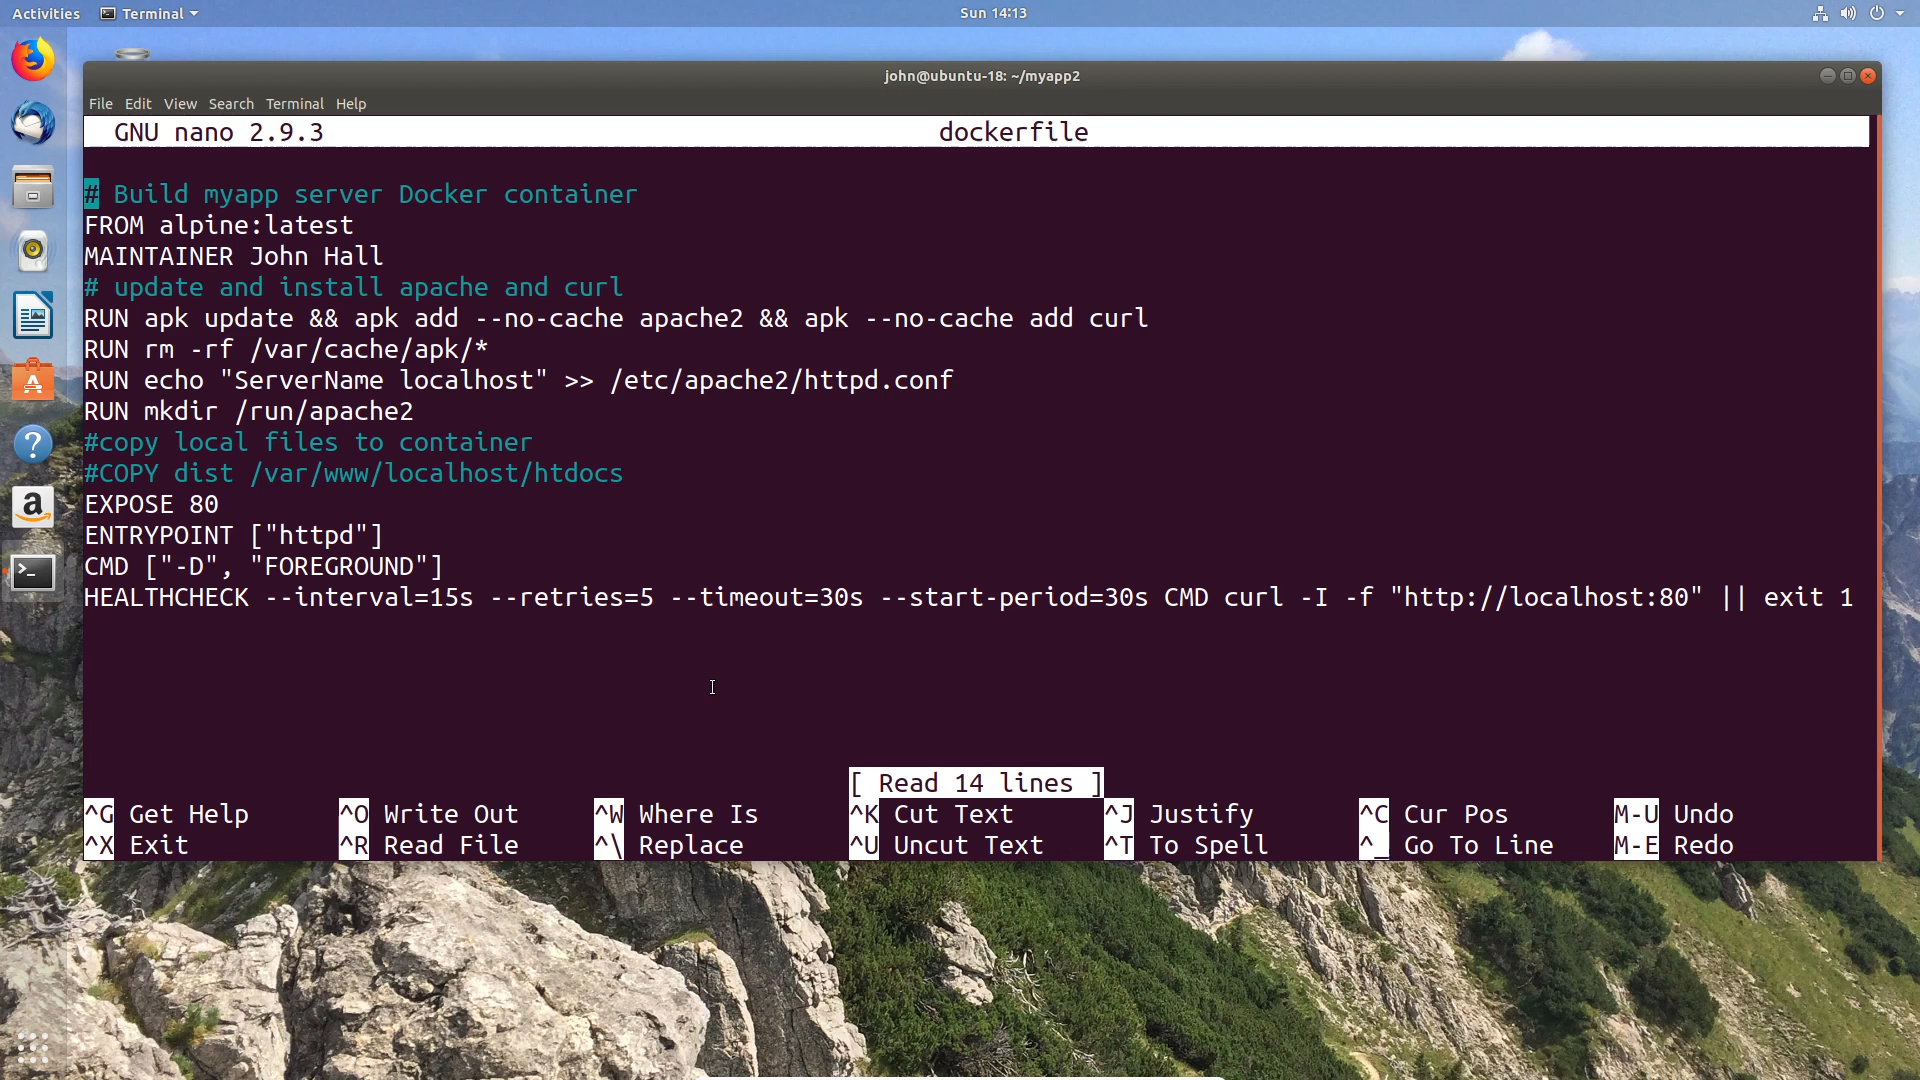 Activities Terminal Sun 14:13
john@ubuntu-18: ~/myapp2
File Edit View Search Terminal Help
GNU nano 2.9.3 dockerfile
# Build myapp server Docker container
FROM alpine:latest
MAINTAINER John Hall
# update and install apache and curl
RUN apk update && apk add --no-cache apache2 && apk --no-cache add curl
RUN rm -rf /var/cache/apk/*
RUN echo "ServerName localhost" >> /etc/apache2/httpd.conf
RUN mkdir /run/apache2
#copy local files to container
#COPY dist /var/www/localhost/htdocs
EXPOSE 80
ENTRYPOINT ["httpd"]
CMD ["-D", "FOREGROUND"]
HEALTHCHECK --interval=15s --retries=5 --timeout=30s --start-period=30s CMD curl -I -f "http://localhost:80" || exit 1
[ Read 14 lines ]
^G Get Help ^O Write Out ^W Where Is ^K Cut Text ^J Justify ^C Cur Pos M-U Undo
^X Exit ^R Read File ^\ Replace ^U Uncut Text ^T To Spell ^_ Go To Line M-E Redo